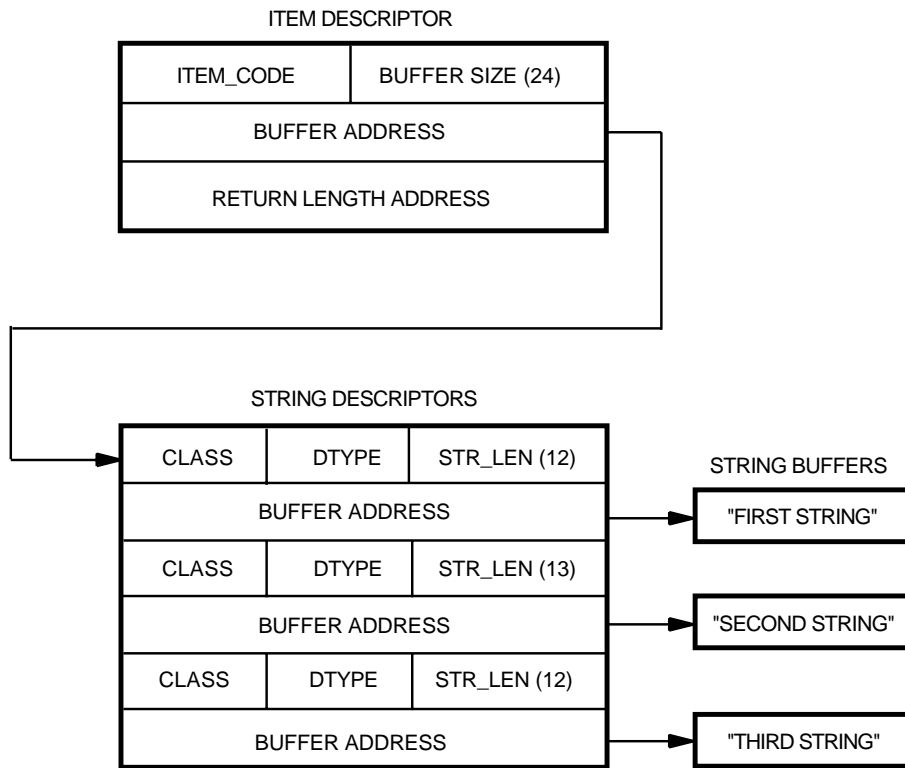 ITEM DESCRIPTOR
ITEM_CODE BUFFER SIZE (24)
BUFFER ADDRESS
RETURN LENGTH ADDRESS
STRING DESCRIPTORS
CLASS DTYPE STR_LEN (12)
STRING BUFFERS
BUFFER ADDRESS
"FIRST STRING"
CLASS DTYPE STR_LEN (13)
BUFFER ADDRESS
"SECOND STRING"
CLASS DTYPE STR_LEN (12)
BUFFER ADDRESS
"THIRD STRING"